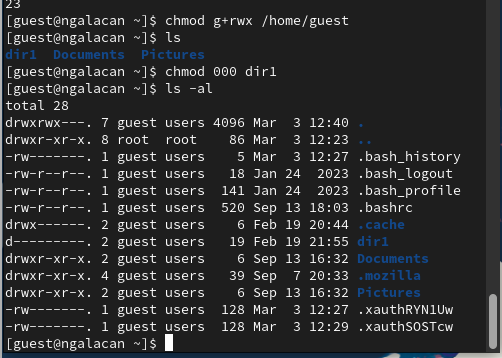 23
[guest@ngalacan ~]$ chmod g+rwx /home/guest
[guest@ngalacan ~]$ ls
dir1  Documents  Pictures
[guest@ngalacan ~]$ chmod 000 dir1
[guest@ngalacan ~]$ ls -al
total 28
drwxrwx---. 7 guest users 4096 Mar  3 12:40 .
drwxr-xr-x. 8 root  root    86 Mar  3 12:23 ..
-rw-------. 1 guest users    5 Mar  3 12:27 .bash_history
-rw-r--r--. 1 guest users   18 Jan 24  2023 .bash_logout
-rw-r--r--. 1 guest users  141 Jan 24  2023 .bash_profile
-rw-r--r--. 1 guest users  520 Sep 13 18:03 .bashrc
drwx------. 2 guest users    6 Feb 19 20:44 .cache
d---------. 2 guest users   19 Feb 19 21:55 dir1
drwxr-xr-x. 2 guest users    6 Sep 13 16:32 Documents
drwxr-xr-x. 4 guest users   39 Sep  7 20:33 .mozilla
drwxr-xr-x. 2 guest users    6 Sep 13 16:32 Pictures
-rw-------. 1 guest users  128 Mar  3 12:27 .xauthRYN1Uw
-rw-------. 1 guest users  128 Mar  3 12:29 .xauthSOSTcw
[guest@ngalacan ~]$